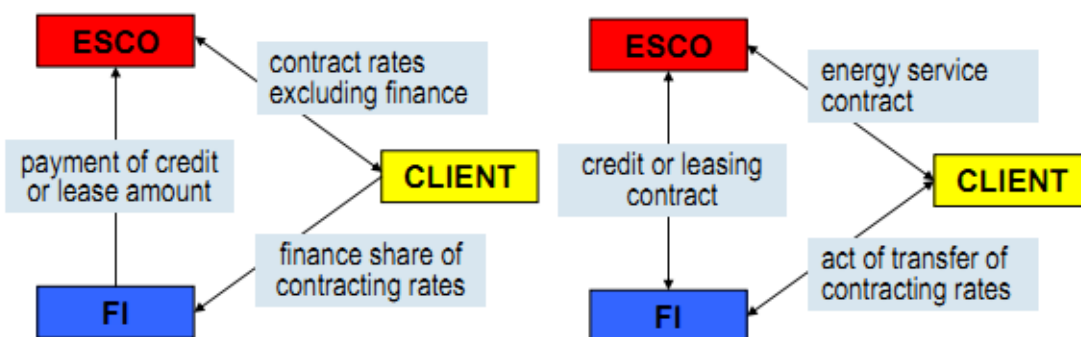 ESCO
contract rates
excluding finance
payment of credit
or lease amount
CLIENT
finance share of
contracting rates
FI
ESCO
energy service
contract
credit or leasing
contract
CLIENT
act of transfer of
contracting rates
FI